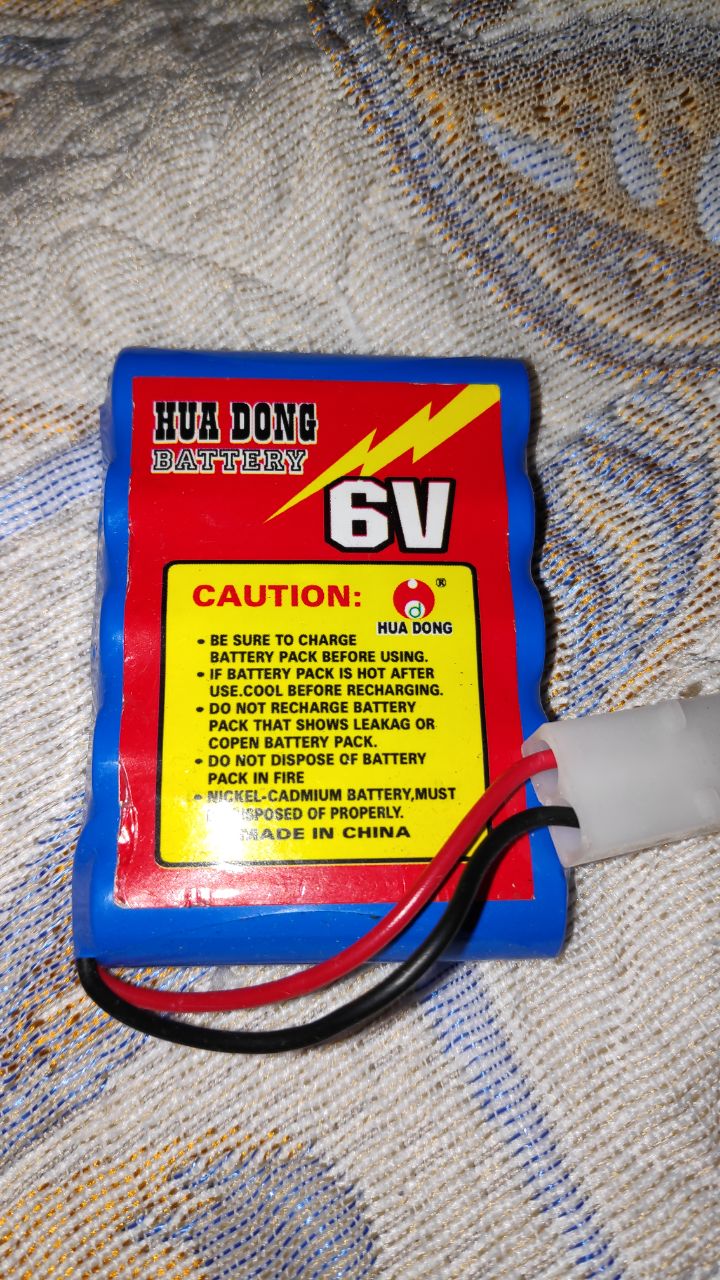 HUA DONG
BATTERY
6V
CAUTION:
®
d
HUA DONG
• BE SURE TO CHARGE
BATTERY PACK BEFORE USING.
• IF BATTERY PACK IS HOT AFTER
USE.COOL BEFORE RECHARGING.
• DO NOT RECHARGE BATTERY
PACK THAT SHOWS LEAKAG OR
COPEN BATTERY PACK.
• DO NOT DISPOSE OF BATTERY
PACK IN FIRE
• NICKEL-CADMIUM BATTERY,MUST
DISPOSED OF PROPERLY.
MADE IN CHINA